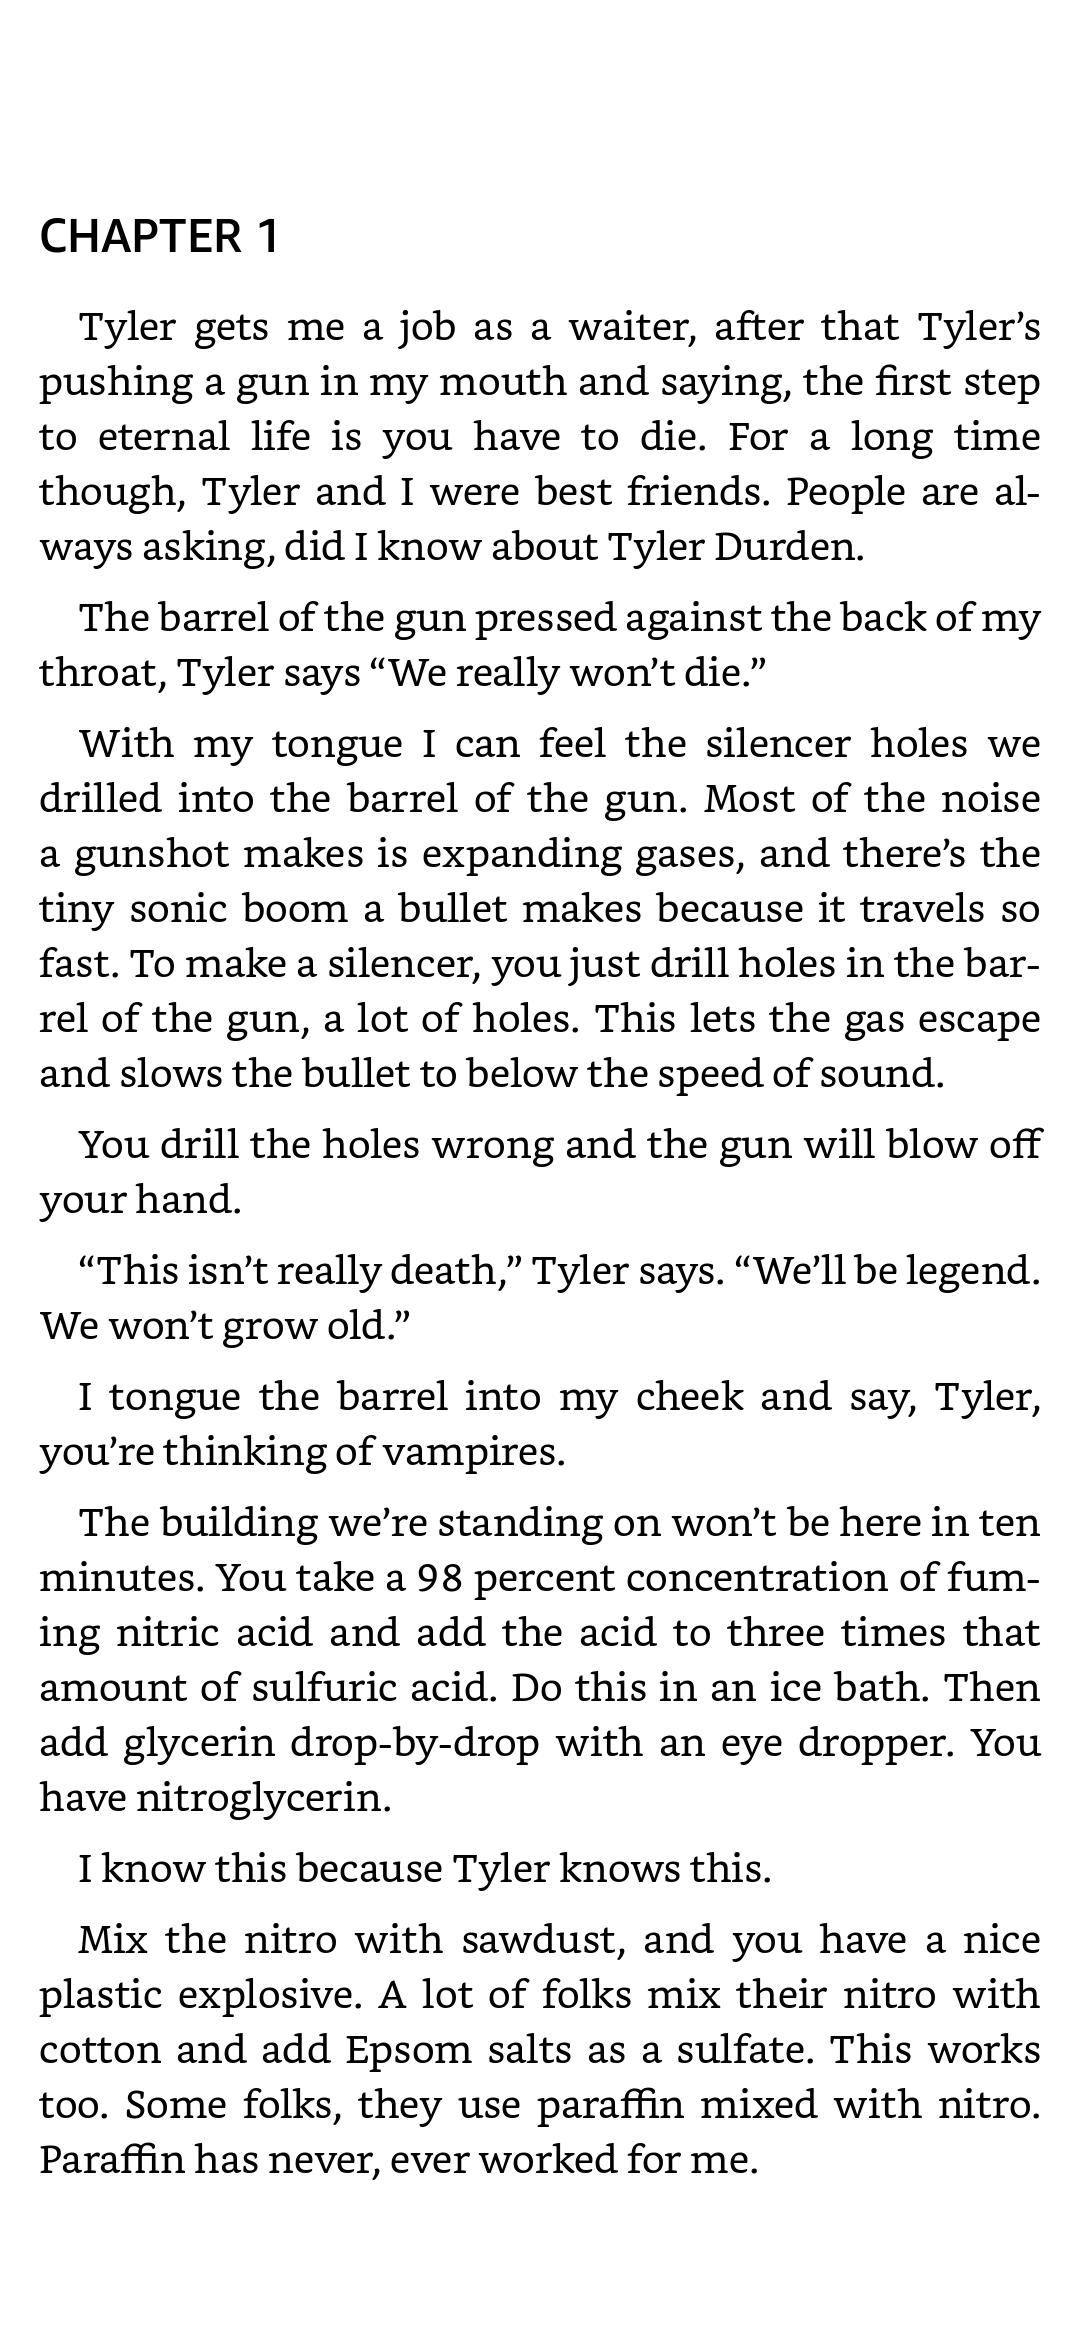 CHAPTER 1
Tyler gets me a job as a waiter, after that Tyler’s
pushing a gun in my mouth and saying, the first step
to eternal life is you have to die. For a long time
though, Tyler and I were best friends. People are al-
ways asking, did I know about Tyler Durden.
The barrel of the gun pressed against the back of my
throat, Tyler says “We really won’t die.”
With my tongue I can feel the silencer holes we
drilled into the barrel of the gun. Most of the noise
a gunshot makes is expanding gases, and there’s the
tiny sonic boom a bullet makes because it travels so
fast. To make a silencer, you just drill holes in the bar-
rel of the gun, a lot of holes. This lets the gas escape
and slows the bullet to below the speed of sound.
You drill the holes wrong and the gun will blow off
your hand.
“This isn’t really death,” Tyler says. “We’ll be legend.
We won’t grow old.”
I tongue the barrel into my cheek and say, Tyler,
you’re thinking of vampires.
The building we’re standing on won’t be here in ten
minutes. You take a 98 percent concentration of fum-
ing nitric acid and add the acid to three times that
amount of sulfuric acid. Do this in an ice bath. Then
add glycerin drop-by-drop with an eye dropper. You
have nitroglycerin.
I know this because Tyler knows this.
Mix the nitro with sawdust, and you have a nice
plastic explosive. A lot of folks mix their nitro with
cotton and add Epsom salts as a sulfate. This works
too. Some folks, they use paraffin mixed with nitro.
Paraffin has never, ever worked for me.